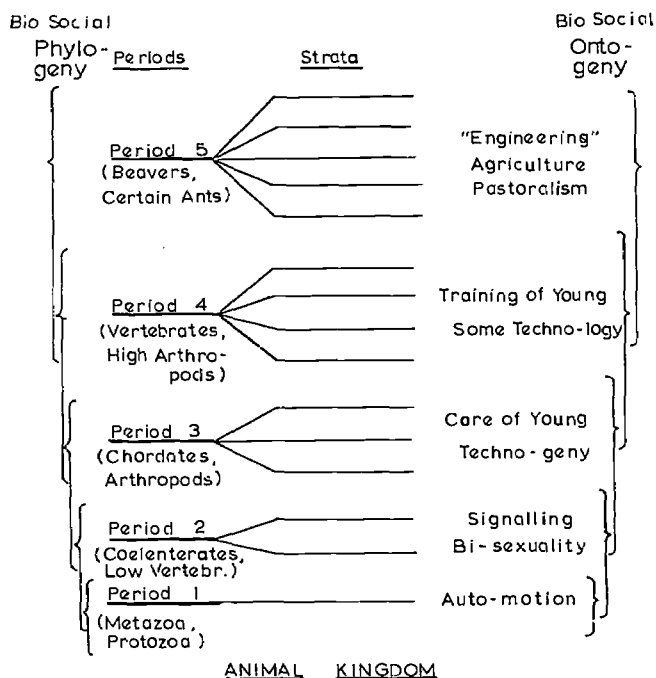 Bio Social
Phylo-
geny
Periods
Strata
Bio Social
Onto-
geny
Period 5
(Beavers,
Certain Ants)
"Engineering"
Agriculture
Pastoralism
Period 4
(Vertebrates,
High Arthro-
pods)
Training of Young
Some Techno-logy
Period 3
(Chordates,
Arthropods)
Care of Young
Techno-geny
Period 2
(Coelenterates,
Low Vertebr.)
Signalling
Bi-sexuality
Period 1
(Metazoa,
Protozoa)
Auto-mation
ANIMAL KINGDOM